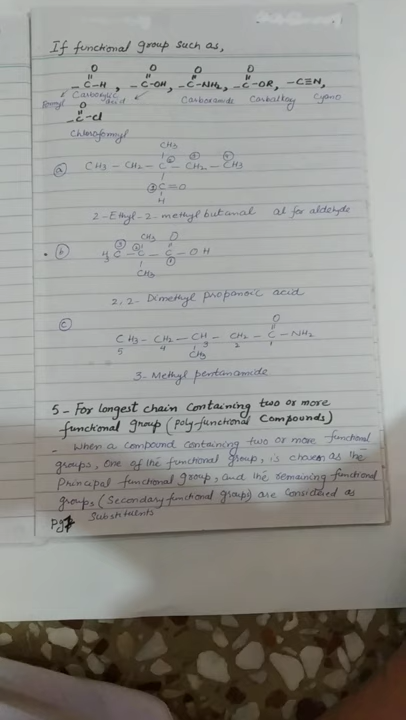 If functional group such as,
O O O O
-C-H, -C-OH, -C-NH₂, -C-OR, -C≡N,
Formyl Carboxylic acid Carboxamide Carbalkoxy Cyano
O
-C-Cl
Chloroformyl
CH₃
(a) CH₃ - CH₂ - C - CH₂ - CH₃
C=O
H
2-Ethyl-2-methyl butanal al for aldehyde
CH₃ O
(b) H₃C - C - C - OH
CH₃
2,2- Dimethyl propanoic acid
O
(c) CH₃ - CH₂ - CH - CH₂ - C - NH₂
5 4 3 2 1
CH₃
3- Methyl pentanamide
5 - For longest chain containing two or more
functional group (poly-functional Compounds)
- When a compound containing two or more functional
groups, one of the functional group, is chosen as the
Principal functional group, and the remaining functional
groups (Secondary functional groups) are considered as
Substituents